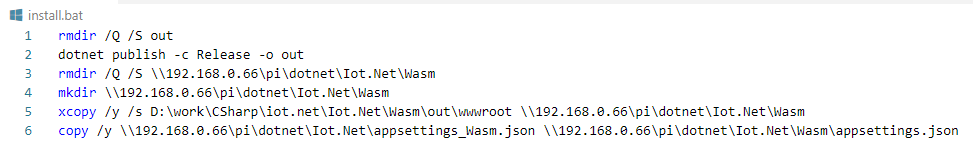 install.bat
1 rmdir /Q /S out
2 dotnet publish -c Release -o out
3 rmdir /Q /S \\192.168.0.66\pi\dotnet\Iot.Net\Wasm
4 mkdir \\192.168.0.66\pi\dotnet\Iot.Net\Wasm
5 xcopy /y /s D:\work\CSharp\iot.net\Iot.Net\Wasm\out\wwwroot \\192.168.0.66\pi\dotnet\Iot.Net\Wasm
6 copy /y \\192.168.0.66\pi\dotnet\Iot.Net\appsettings_Wasm.json \\192.168.0.66\pi\dotnet\Iot.Net\Wasm\appsettings.json